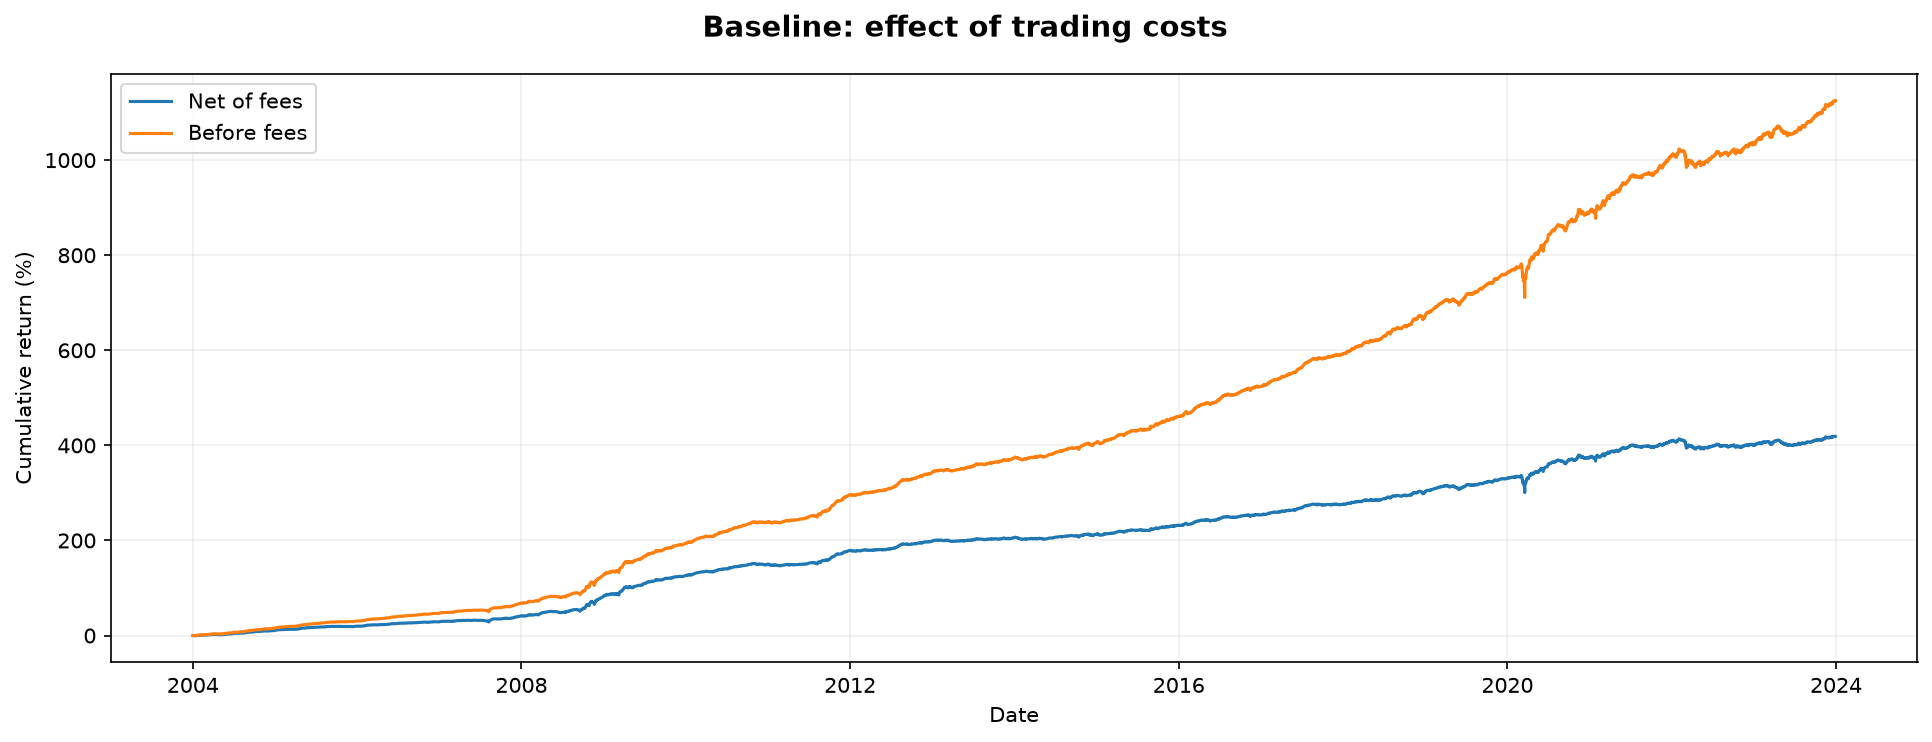 Baseline: effect of trading costs
Net of fees
Before fees
Cumulative return (%)
1000
800
600
400
200
0
2004
2008
2012
2016
2020
2024
Date